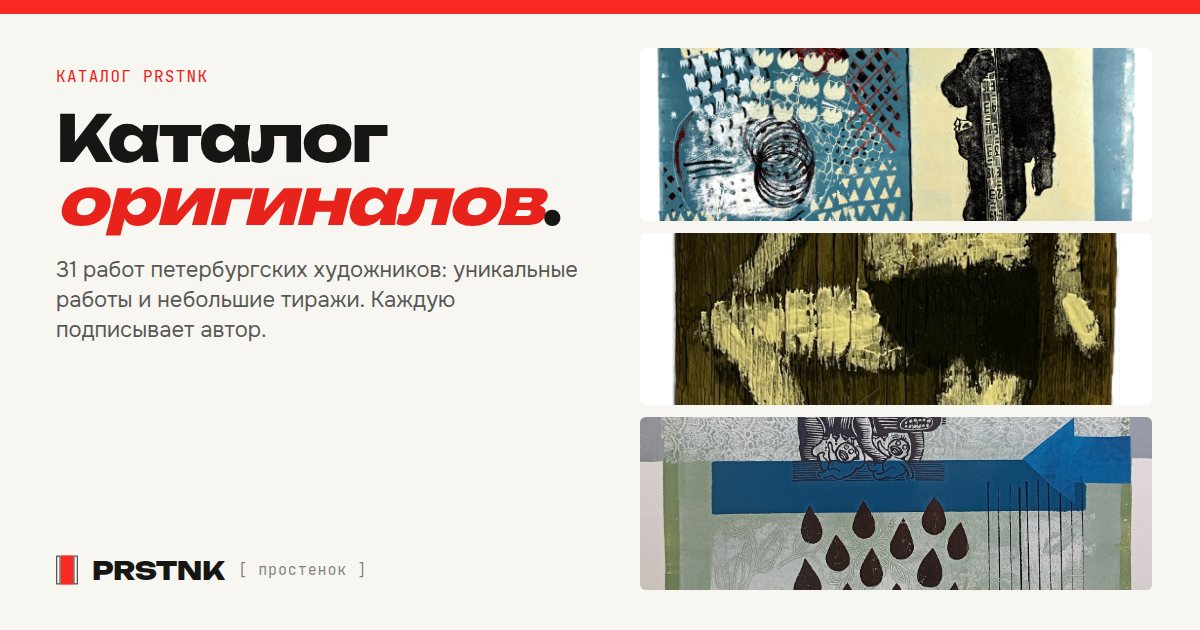 КАТАЛОГ PRSTNK
Каталог
оригиналов.
31 работ петербургских художников: уникальные
работы и небольшие тиражи. Каждую
подписывает автор.
PRSTNK [ простенок ]